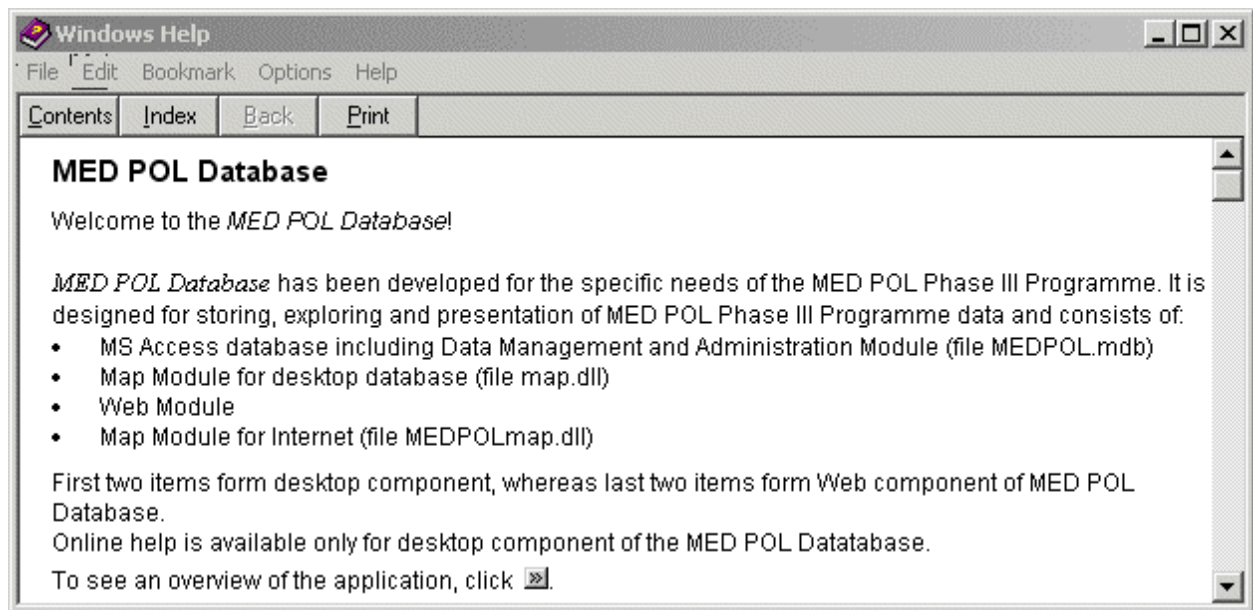 Windows Help
File Edit Bookmark Options Help
Contents Index Back Print
MED POL Database
Welcome to the MED POL Database!
MED POL Database has been developed for the specific needs of the MED POL Phase III Programme. It is
designed for storing, exploring and presentation of MED POL Phase III Programme data and consists of:
• MS Access database including Data Management and Administration Module (file MEDPOL.mdb)
• Map Module for desktop database (file map.dll)
• Web Module
• Map Module for Internet (file MEDPOLmap.dll)
First two items form desktop component, whereas last two items form Web component of MED POL
Database.
Online help is available only for desktop component of the MED POL Datatabase.
To see an overview of the application, click ».